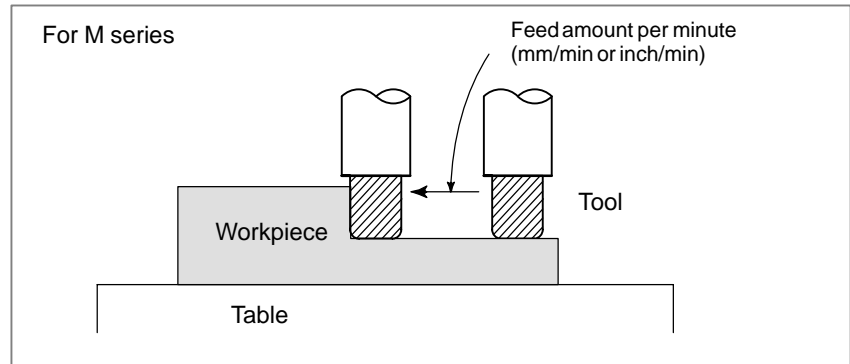 For M series
Feed amount per minute
(mm/min or inch/min)
Tool
Workpiece
Table